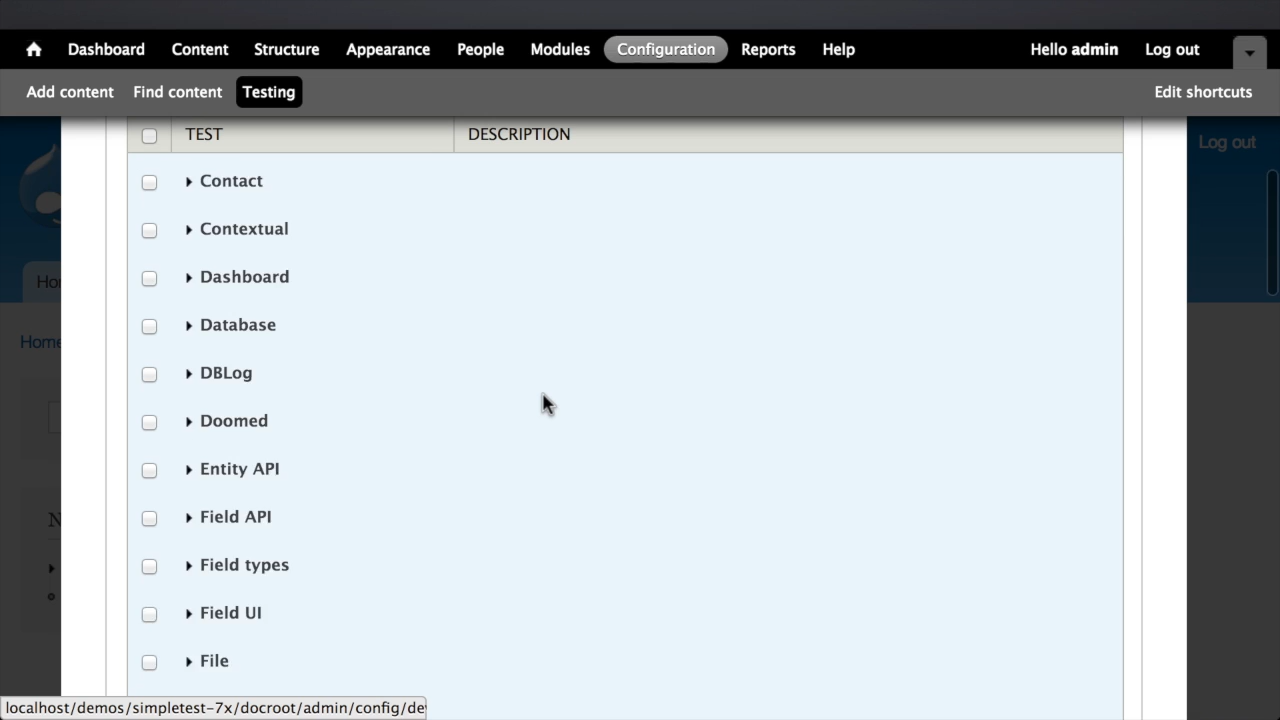 Dashboard Content Structure Appearance People Modules Configuration Reports Help Hello admin Log out
Add content Find content Testing Edit shortcuts
TEST DESCRIPTION
Log out
Contact
Contextual
Dashboard
Database
DBLog
Doomed
Entity API
Field API
Field types
Field UI
File
Home
localhost/demos/simpletest-7x/docroot/admin/config/de